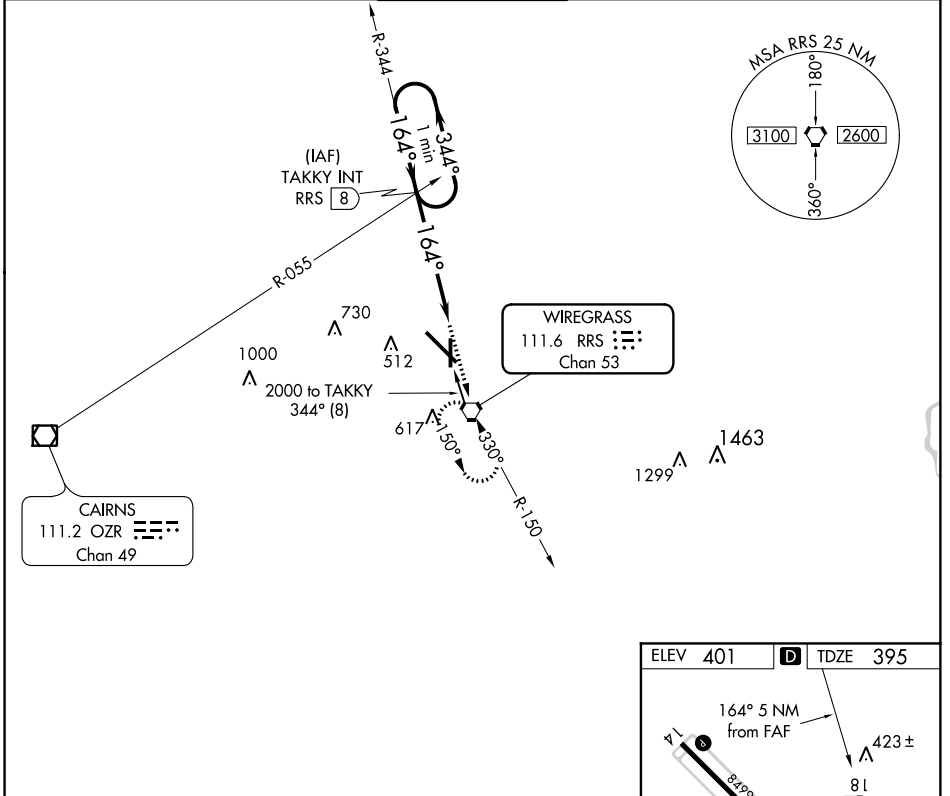 R-344
MSA RRS 25 NM
180°
3100
2600
360°
164°
1 min
344°
(IAF)
TAKKY INT
RRS 8
164°
R-055
730
512
1000
WIREGRASS
111.6 RRS
Chan 53
2000 to TAKKY
344° (8)
617
150°
330°
R-150
1463
1299
CAIRNS
111.2 OZR
Chan 49
ELEV 401
D
TDZE 395
164° 5 NM
from FAF
423±
14
P
18